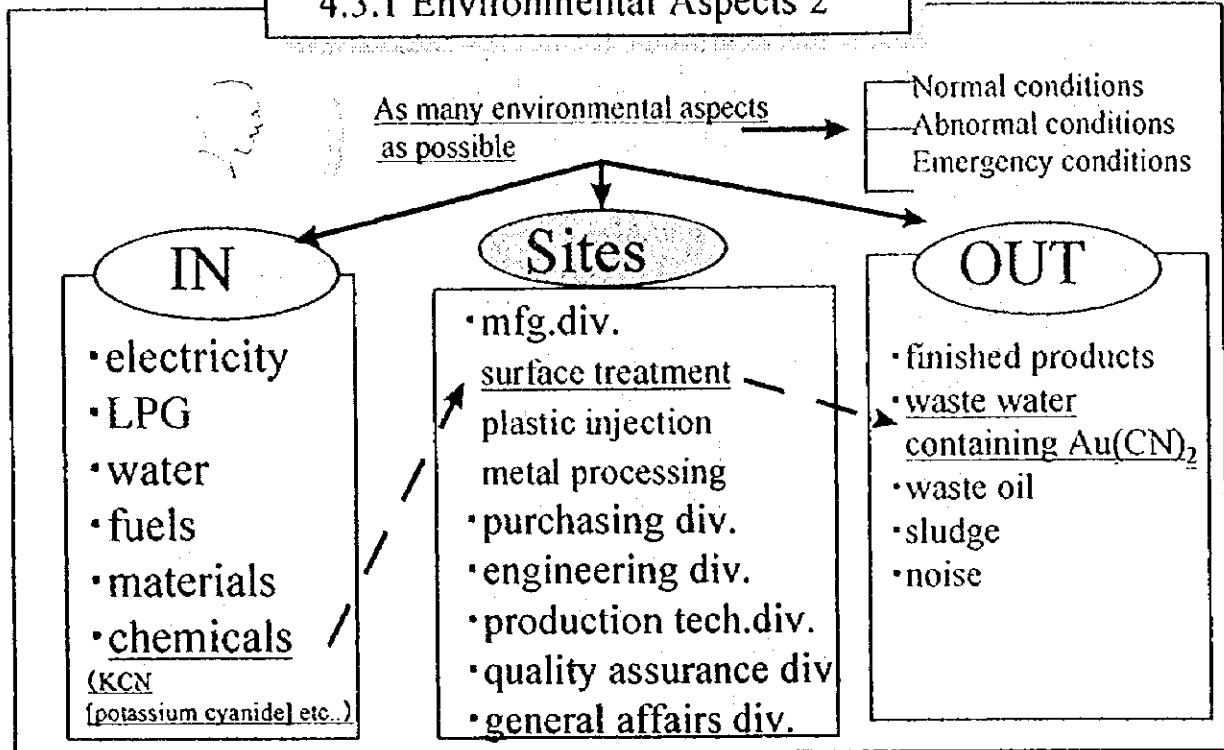 4.3.1 Environmental Aspects 2
As many environmental aspects
as possible
Normal conditions
Abnormal conditions
Emergency conditions
IN
・electricity
・LPG
・water
・fuels
・materials
・chemicals
(KCN
[potassium cyanide] etc..)
Sites
・mfg.div.
surface treatment
plastic injection
metal processing
・purchasing div.
・engineering div.
・production tech.div.
・quality assurance div
・general affairs div.
OUT
・finished products
・waste water
containing Au(CN)₂
・waste oil
・sludge
・noise